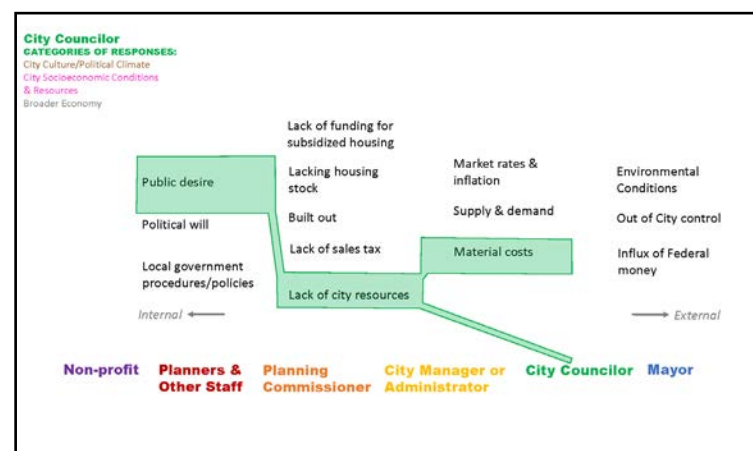 City Councilor
CATEGORIES OF RESPONSES:
City Culture/Political Climate
City Socioeconomic Conditions
& Resources
Broader Economy
Public desire
Political will
Local government
procedures/policies
Internal
Lack of funding for
subsidized housing
Lacking housing
stock
Built out
Lack of sales tax
Lack of city resources
Market rates &
inflation
Supply & demand
Material costs
Environmental
Conditions
Out of City control
Influx of Federal
money
External
Non-profit
Planners &
Other Staff
Planning
Commissioner
City Manager or
Administrator
City Councilor
Mayor